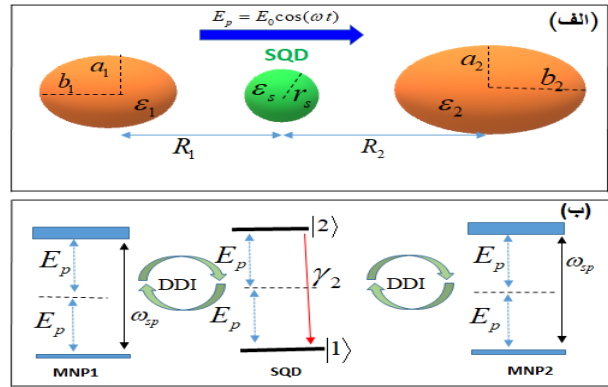 E_p = E_0 cos(ω t)
(الف)
SQD
a_1
b_1
ε_1
ε_s
r_s
a_2
b_2
ε_2
R_1
R_2
(ب)
|2⟩
E_p
DDI
E_p
γ_2
DDI
E_p
ω_sp
E_p
ω_sp
E_p
E_p
|1⟩
MNP1
SQD
MNP2